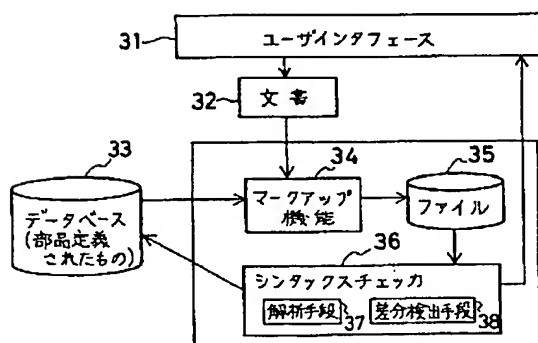 31
ユーザインタフェース
32
文書
33
34
35
データベース
(部品定義
されたもの)
マークアップ
機能
ファイル
36
シンタックスチェッカ
解析手段
37
差分検出手段
38